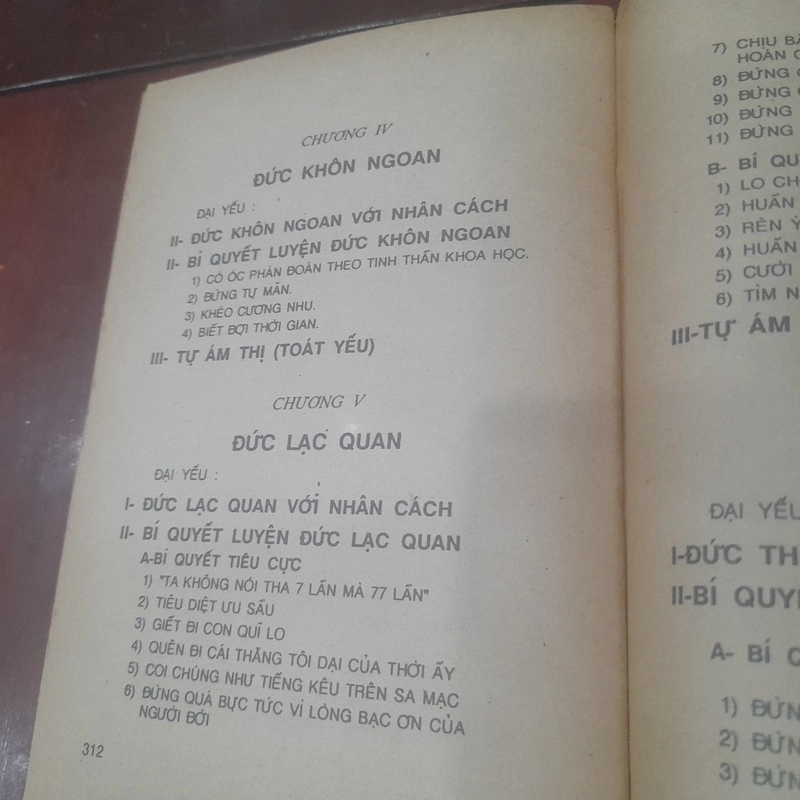 CHƯƠNG IV
ĐỨC KHÔN NGOAN
ĐẠI YẾU :
II- ĐỨC KHÔN NGOAN VỚI NHÂN CÁCH
II- BÍ QUYẾT LUYỆN ĐỨC KHÔN NGOAN
1) CÓ ÓC PHÁN ĐOÀN THEO TINH THẦN KHOA HỌC.
2) ĐỪNG TỰ MÃN.
3) KHÉO CƯƠNG NHU.
4) BIẾT ĐỢI THỜI GIAN.
III- TỰ ÁM THỊ (TOÁT YẾU)
CHƯƠNG V
ĐỨC LẠC QUAN
ĐẠI YẾU :
I- ĐỨC LẠC QUAN VỚI NHÂN CÁCH
II- BÍ QUYẾT LUYỆN ĐỨC LẠC QUAN
A-BÍ QUYẾT TIÊU CỰC
1) "TA KHÔNG NÓI THA 7 LẦN MÀ 77 LẦN"
2) TIÊU DIỆT ƯU SẦU
3) GIẾT ĐI CON QUỈ LO
4) QUÊN ĐI CÁI THẰNG TÔI DẠI CỦA THỜI ẤY
5) COI CHÚNG NHƯ TIẾNG KÊU TRÊN SA MẠC
6) ĐỪNG QUÁ BỰC TỨC VÌ LÒNG BẠC ƠN CỦA
NGƯỜI ĐỜI
312
7) CHỊU
HOÁN
8) ĐỪNG
9) ĐỪNG
10) ĐỪNG
11) ĐỪNG
B- BÍ
1) LO
2) HUẤN
3) RÈN Ý
4) HUẤN
5) CƯỜI
6) TÌM
III-TỰ ÁM
ĐẠI YẾU
I-ĐỨC
II-BÍ
A- BÍ
1) ĐỪNG
2) ĐỪNG
3) ĐỪNG